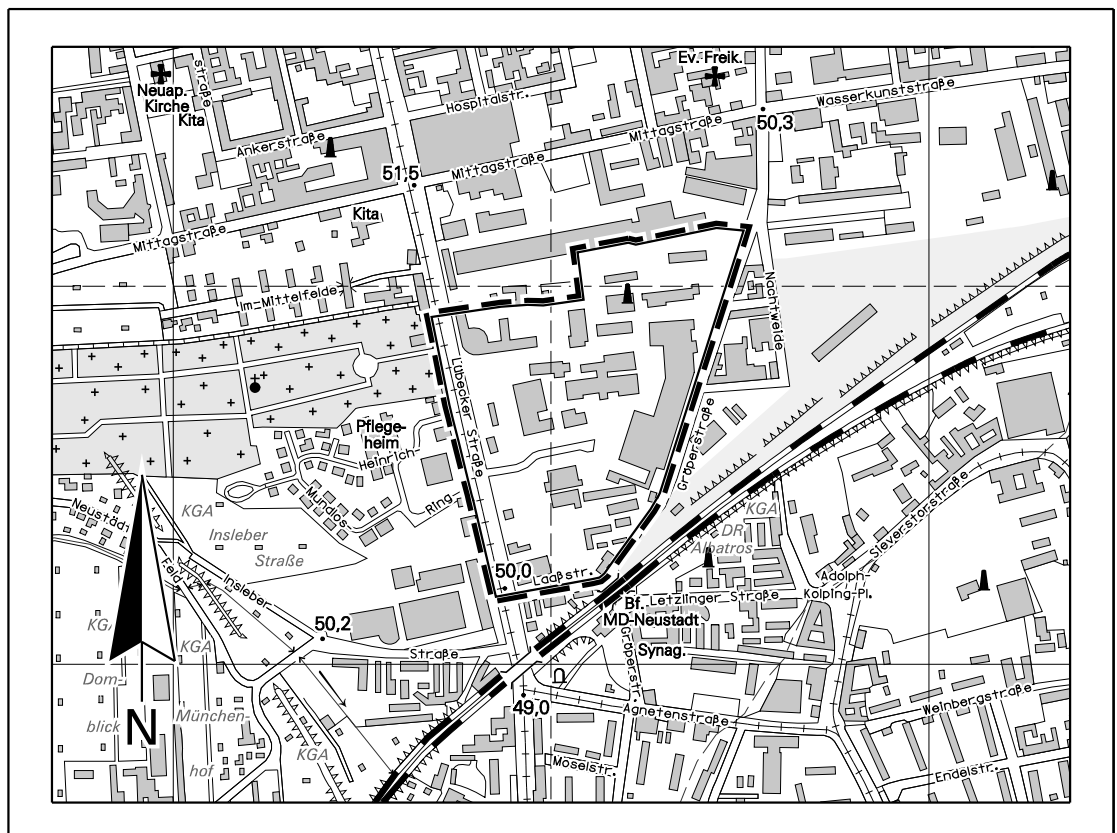 Ev. Freik.
Neuap.
Kirche
Kita
straße
Hospitalstr.
Wasserkunststraße
50,3
Mittagstraße
Ankerstraße
Mittagstraße
51,5
Kita
Mittagstraße
Im-Mittelfelde
Nachtweide
Lübecker Straße
Pflege-
heim
Heinrich-
Mundlos-
Ring
Gröperstraße
Neustädt
KGA
Insleber
Straße
KGA
DR
Albatros
Sieverstorstraße
Feld
Insleber
50,0
Laaßstr.
Adolph-
Kolping-Pl.
Bf.
MD-Neustadt
Letzlinger Straße
KGA
50,2
Straße
Gröperstr.
Synag.
KGA
Dom-
blick
N
München-
hof
49,0
Agnetenstraße
Weinbergstraße
KGA
Moselstr.
Endelstr.